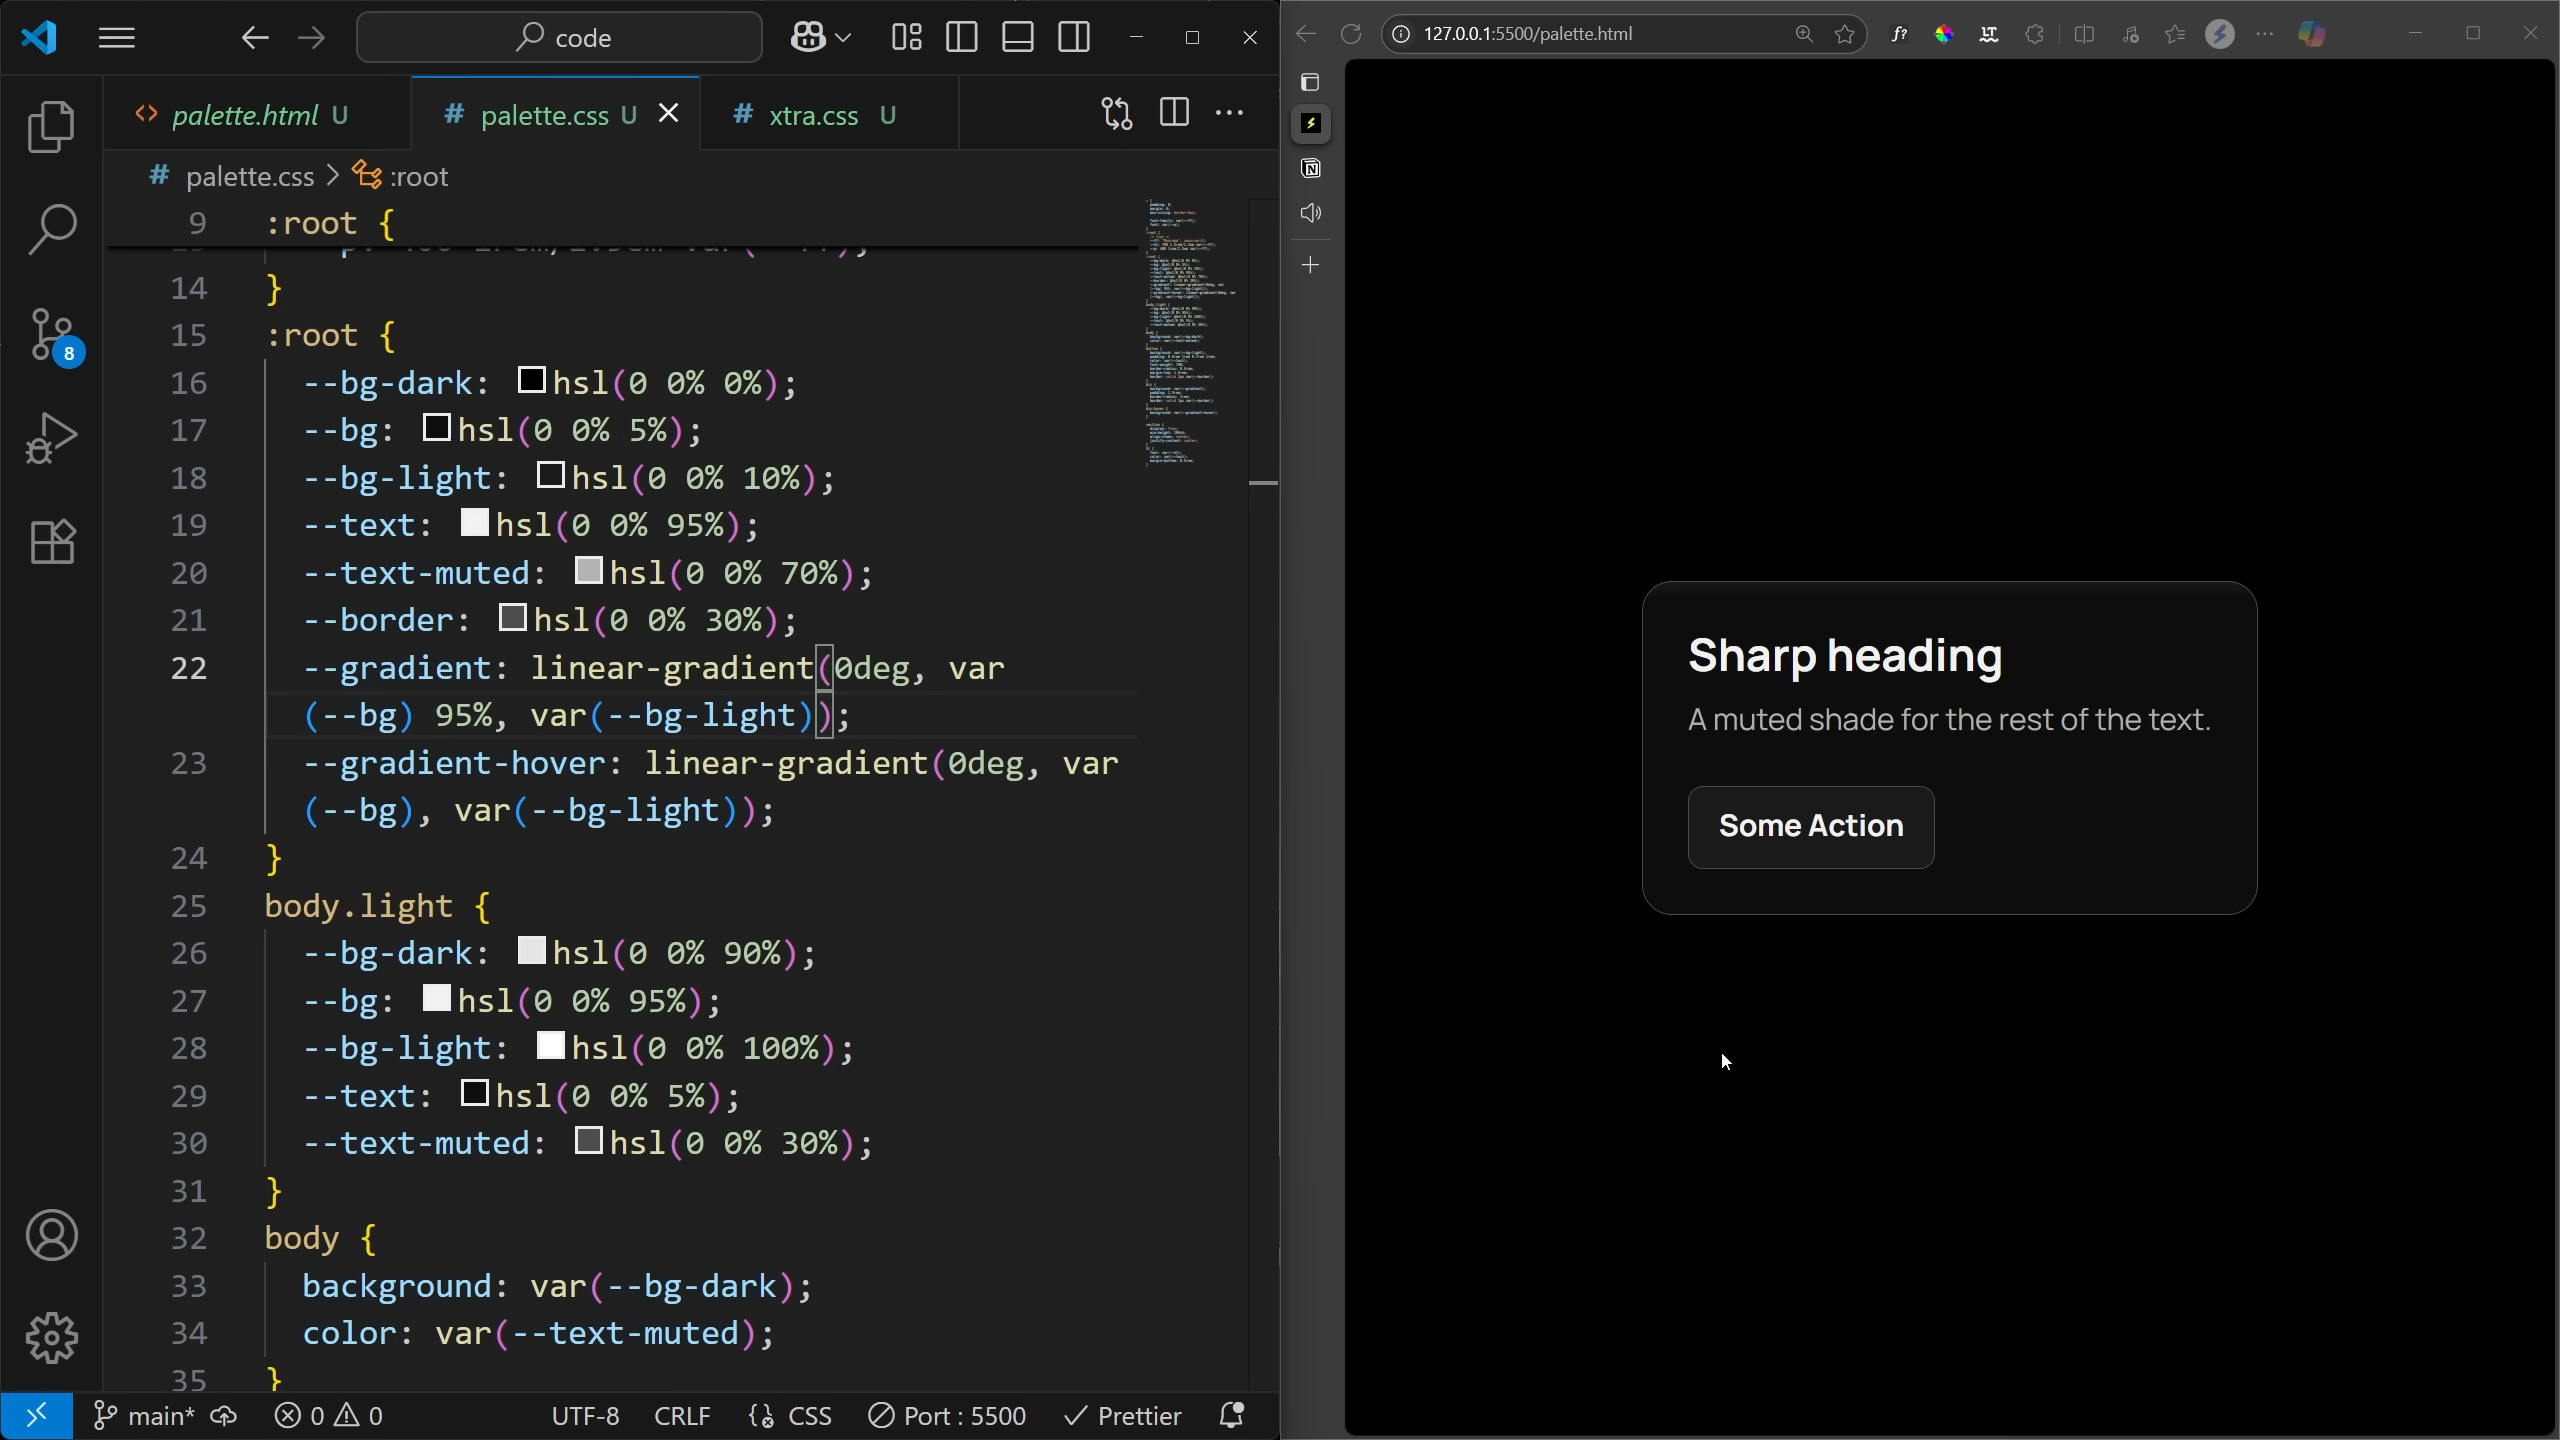 code
palette.html U
# palette.css U
# xtra.css U
# palette.css > :root
9 :root {
14 }
15 :root {
16 --bg-dark: hsl(0 0% 0%);
17 --bg: hsl(0 0% 5%);
18 --bg-light: hsl(0 0% 10%);
19 --text: hsl(0 0% 95%);
20 --text-muted: hsl(0 0% 70%);
21 --border: hsl(0 0% 30%);
22 --gradient: linear-gradient(0deg, var
(--bg) 95%, var(--bg-light));
23 --gradient-hover: linear-gradient(0deg, var
(--bg), var(--bg-light));
24 }
25 body.light {
26 --bg-dark: hsl(0 0% 90%);
27 --bg: hsl(0 0% 95%);
28 --bg-light: hsl(0 0% 100%);
29 --text: hsl(0 0% 5%);
30 --text-muted: hsl(0 0% 30%);
31 }
32 body {
33 background: var(--bg-dark);
34 color: var(--text-muted);
35 }
8
main* 0 0 UTF-8 CRLF CSS Port : 5500 Prettier
127.0.0.1:5500/palette.html
Sharp heading
A muted shade for the rest of the text.
Some Action